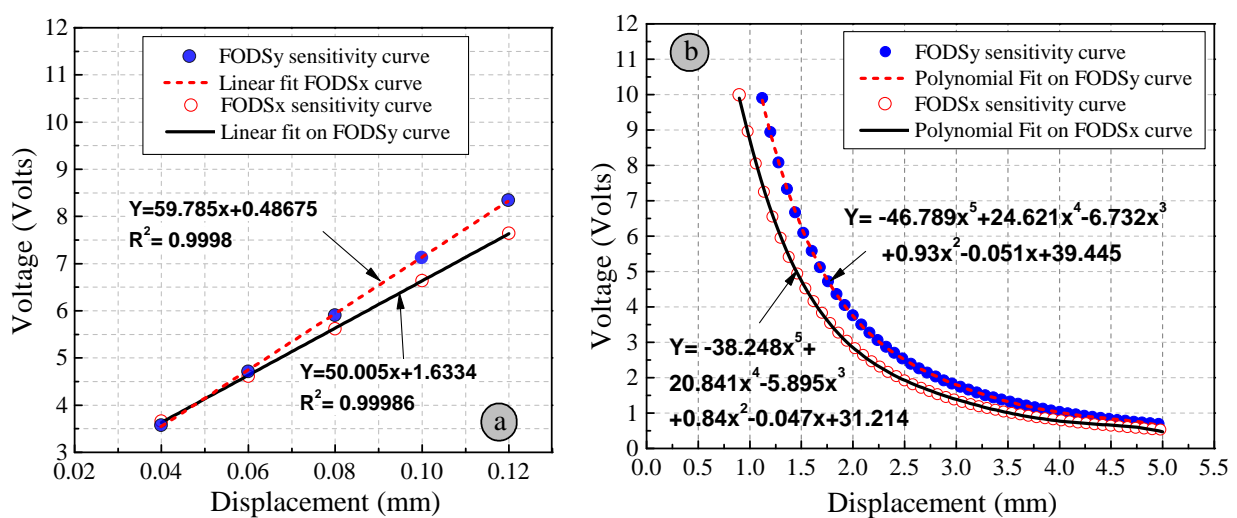 12
11
10
9
8
7
6
5
4
3
0.02
0.04
0.06
0.08
0.10
0.12
Voltage (Volts)
Displacement (mm)
FODSy sensitivity curve
Linear fit FODSx curve
FODSx sensitivity curve
Linear fit on FODSy curve
Y=59.785x+0.48675
R²= 0.9998
Y=50.005x+1.6334
R²= 0.99986
a
12
11
10
9
8
7
6
5
4
3
2
1
0
0.0
0.5
1.0
1.5
2.0
2.5
3.0
3.5
4.0
4.5
5.0
5.5
Voltage (Volts)
Displacement (mm)
b
FODSy sensitivity curve
Polynomial Fit on FODSy curve
FODSx sensitivity curve
Polynomial Fit on FODSx curve
Y= -46.789x⁵+24.621x⁴-6.732x³
+0.93x²-0.051x+39.445
Y= -38.248x⁵+
20.841x⁴-5.895x³
+0.84x²-0.047x+31.214